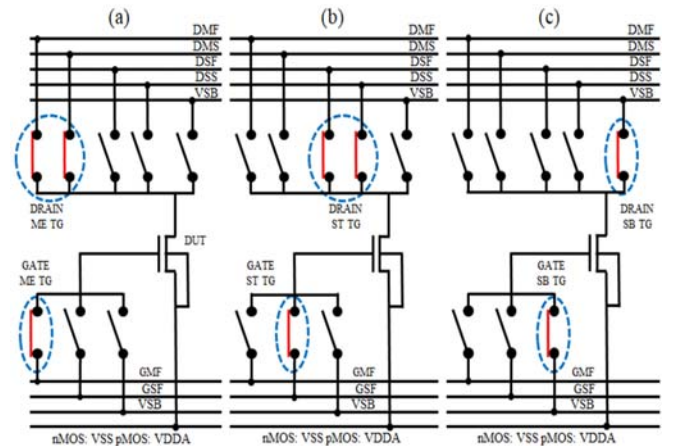 (a)
DMF
DMS
DSF
DSS
VSB
DRAIN
ME TG
DUT
GATE
ME TG
GMF
GSF
VSB
nMOS: VSS pMOS: VDDA
(b)
DMF
DMS
DSF
DSS
VSB
DRAIN
ST TG
GATE
ST TG
GMF
GSF
VSB
nMOS: VSS pMOS: VDDA
(c)
DMF
DMS
DSF
DSS
VSB
DRAIN
SB TG
GATE
SB TG
GMF
GSF
VSB
nMOS: VSS pMOS: VDDA